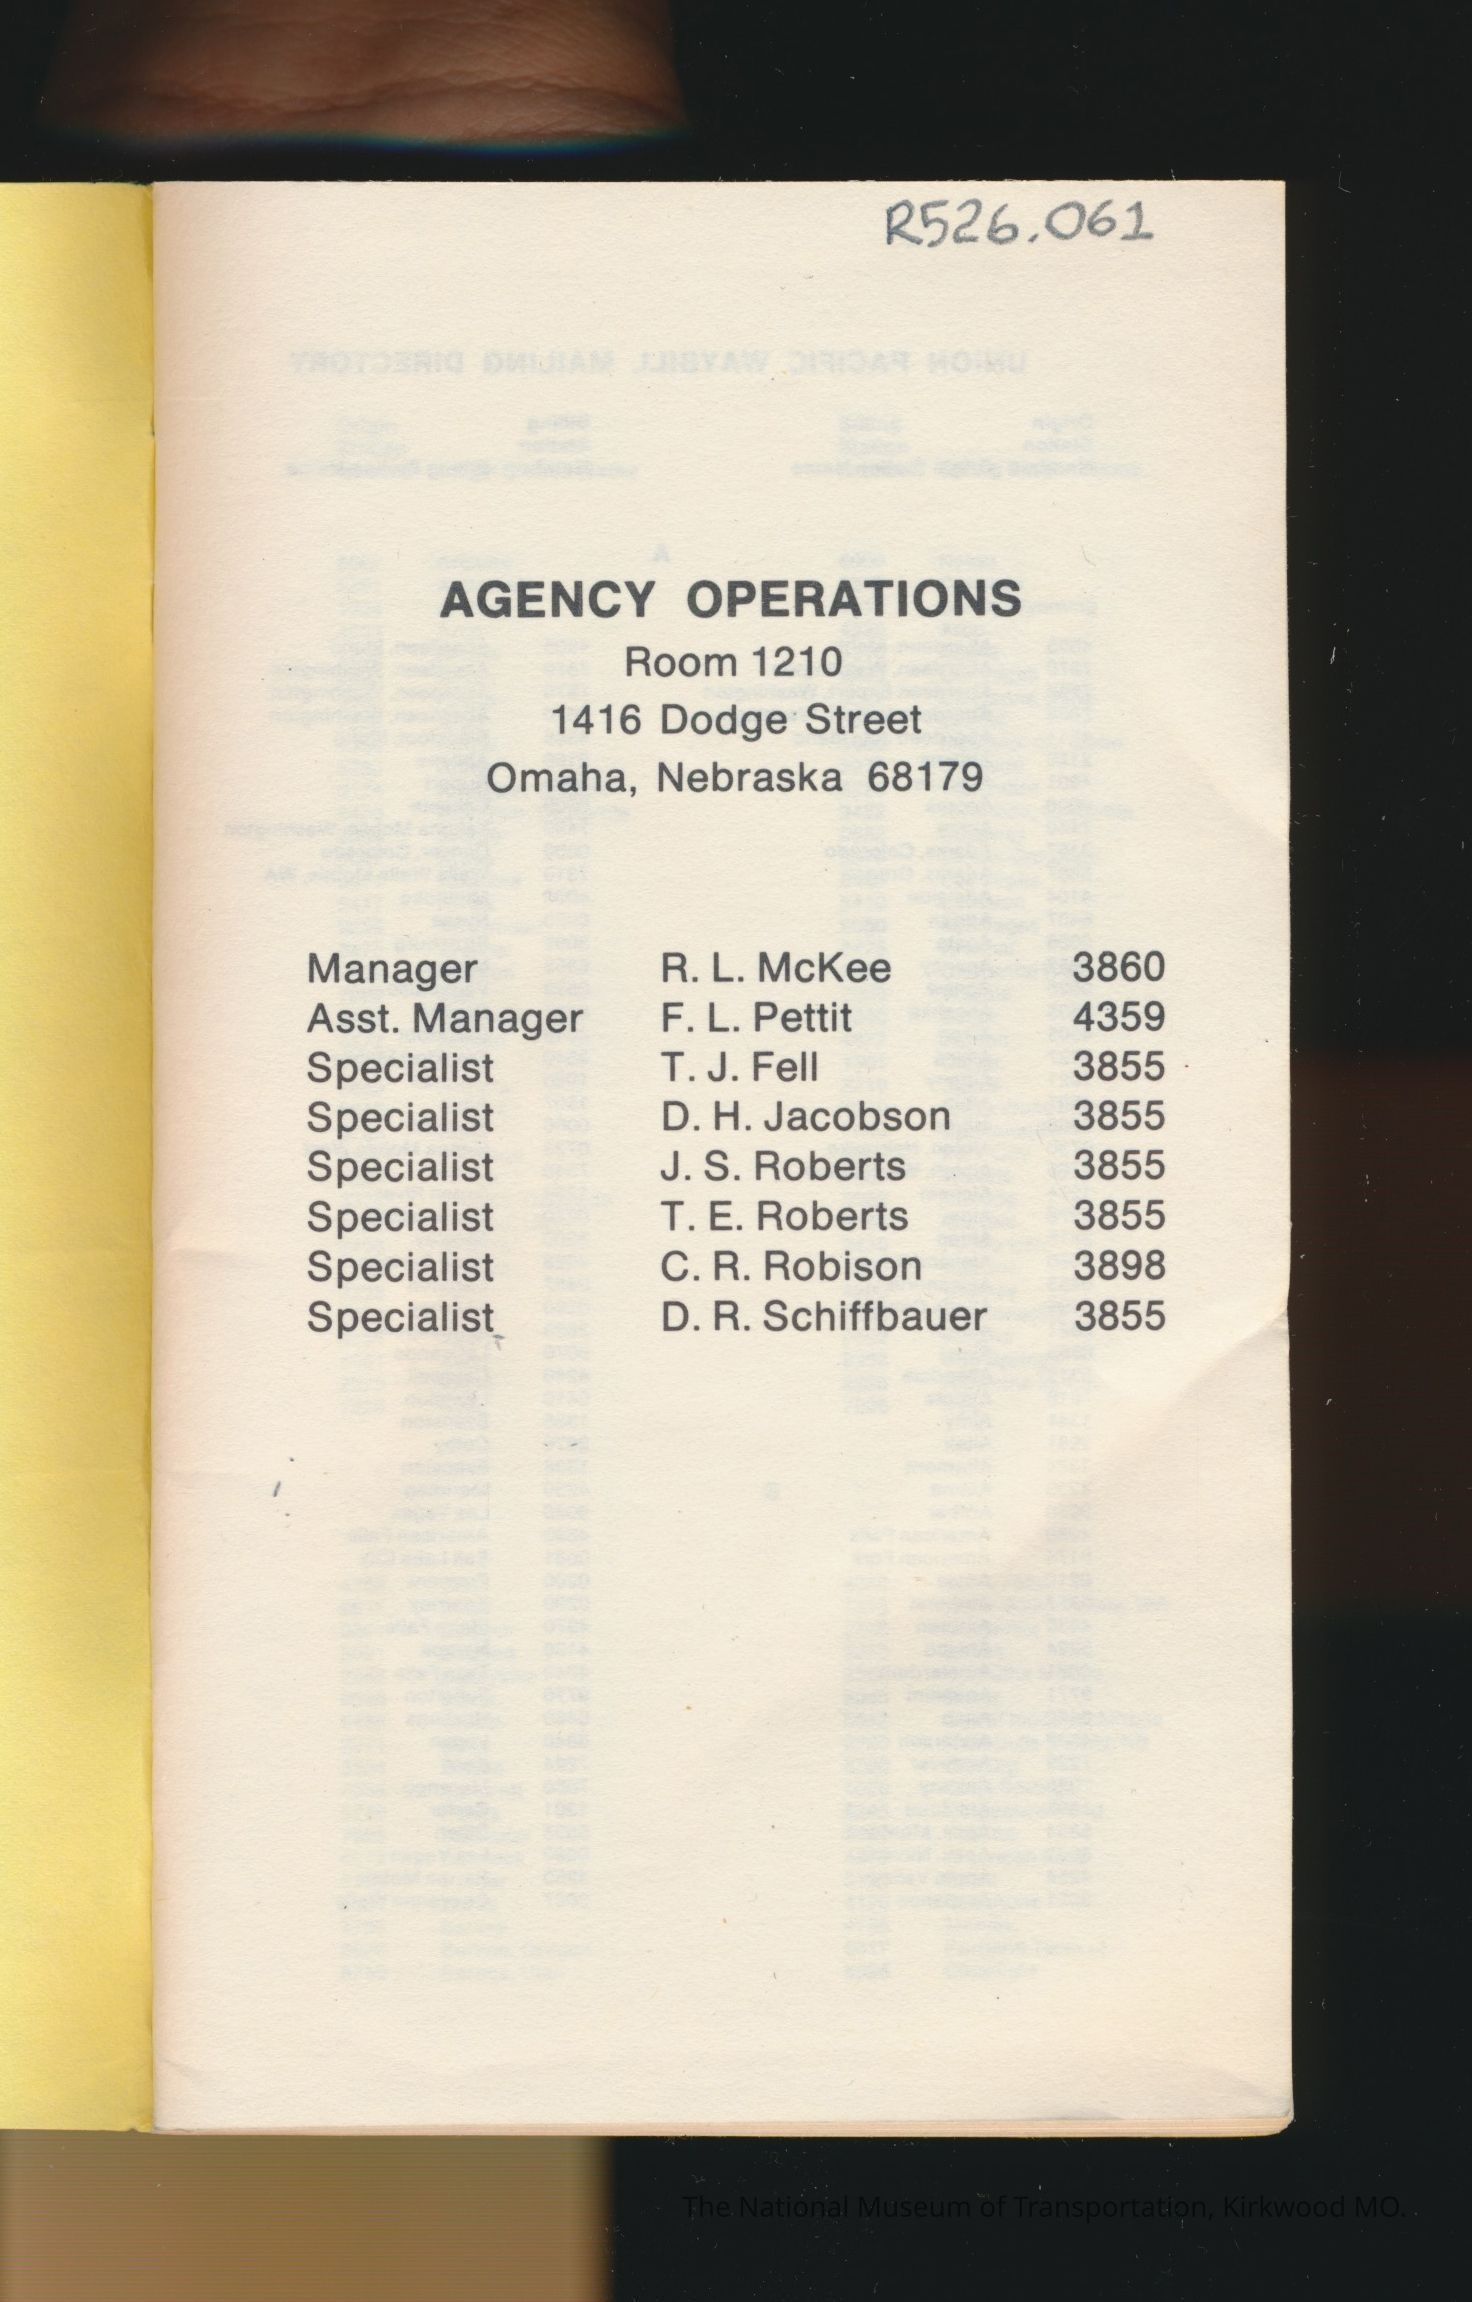 R526.061
AGENCY OPERATIONS
Room 1210
1416 Dodge Street
Omaha, Nebraska 68179
Manager R. L. McKee 3860
Asst. Manager F. L. Pettit 4359
Specialist T. J. Fell 3855
Specialist D. H. Jacobson 3855
Specialist J. S. Roberts 3855
Specialist T. E. Roberts 3855
Specialist C. R. Robison 3898
Specialist D. R. Schiffbauer 3855
The National Museum of Transportation, Kirkwood MO.